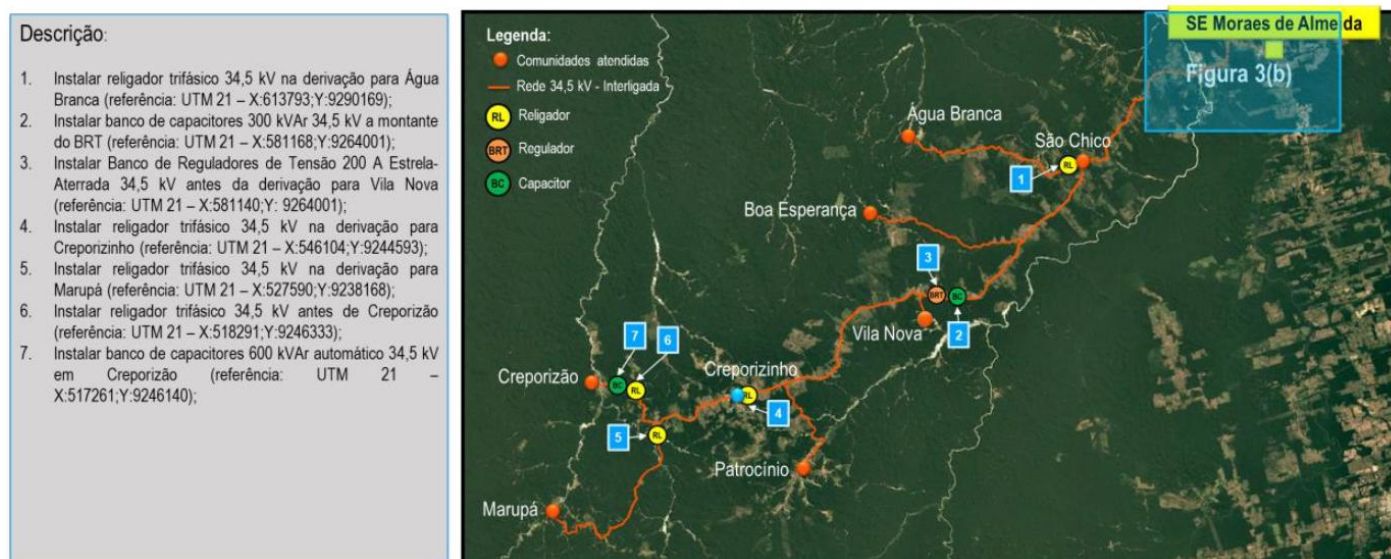 Descrição:
1. Instalar religador trifásico 34,5 kV na derivação para Água
Branca (referência: UTM 21 – X:613793;Y:9290169);
2. Instalar banco de capacitores 300 kVAr 34,5 kV a montante
do BRT (referência: UTM 21 – X:581168;Y:9264001);
3. Instalar Banco de Reguladores de Tensão 200 A Estrela-
Aterrada 34,5 kV antes da derivação para Vila Nova
(referência: UTM 21 – X:581140;Y: 9264001);
4. Instalar religador trifásico 34,5 kV na derivação para
Creporizinho (referência: UTM 21 – X:546104;Y:9244593);
5. Instalar religador trifásico 34,5 kV na derivação para
Marupá (referência: UTM 21 – X:527590;Y:9238168);
6. Instalar religador trifásico 34,5 kV antes de Creporizão
(referência: UTM 21 – X:518291;Y:9246333);
7. Instalar banco de capacitores 600 kVAr automático 34,5 kV
em Creporizão (referência: UTM 21 –
X:517261;Y:9246140);
Legenda:
Comunidades atendidas
Rede 34,5 kV - Interligada
RL Religador
BRT Regulador
BC Capacitor
SE Moraes de Almeida
Figura 3(b)
Água Branca
São Chico
RL
1
Boa Esperança
3
BRT
BC
Vila Nova
2
7
6
Creporizão
BC
RL
Creporizinho
RL
4
5
RL
Patrocínio
Marupá